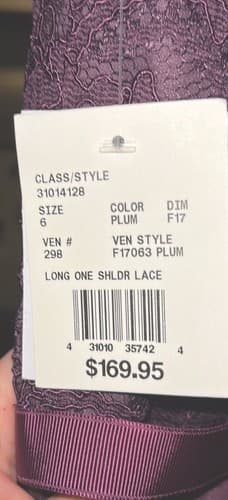 CLASS/STYLE
31014128
SIZE COLOR DIM
6 PLUM F17
VEN # VEN STYLE
298 F17063 PLUM
LONG ONE SHLDR LACE
4 31010 35742 4
$169.95